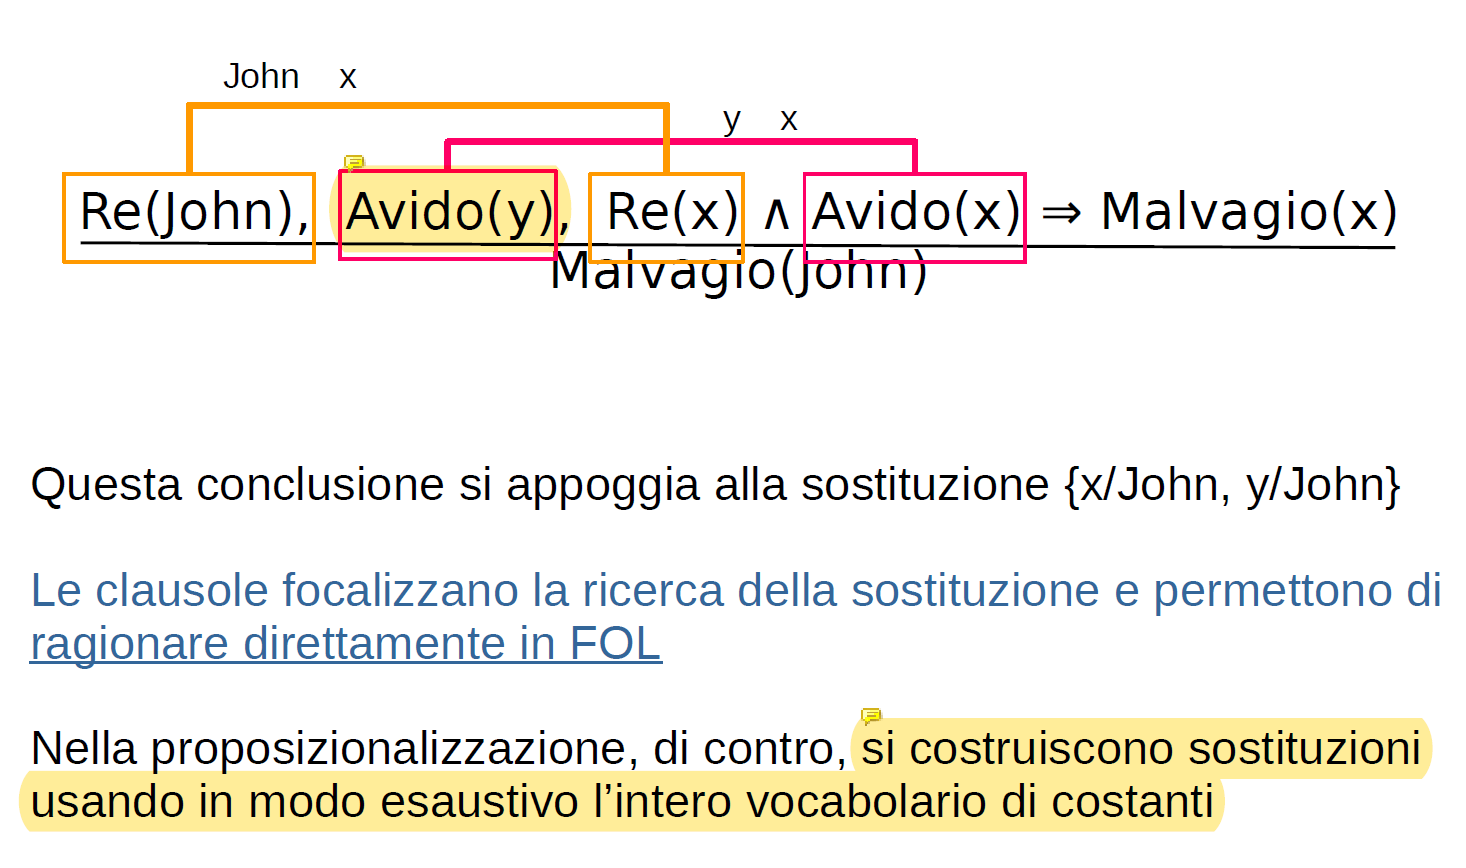 John x
y x
Re(John), Avido(y), Re(x) ∧ Avido(x) ⇒ Malvagio(x)
Malvagio(John)
Questa conclusione si appoggia alla sostituzione {x/John, y/John}
Le clausole focalizzano la ricerca della sostituzione e permettono di
ragionare direttamente in FOL
Nella proposizionalizzazione, di contro, si costruiscono sostituzioni
usando in modo esaustivo l’intero vocabolario di costanti